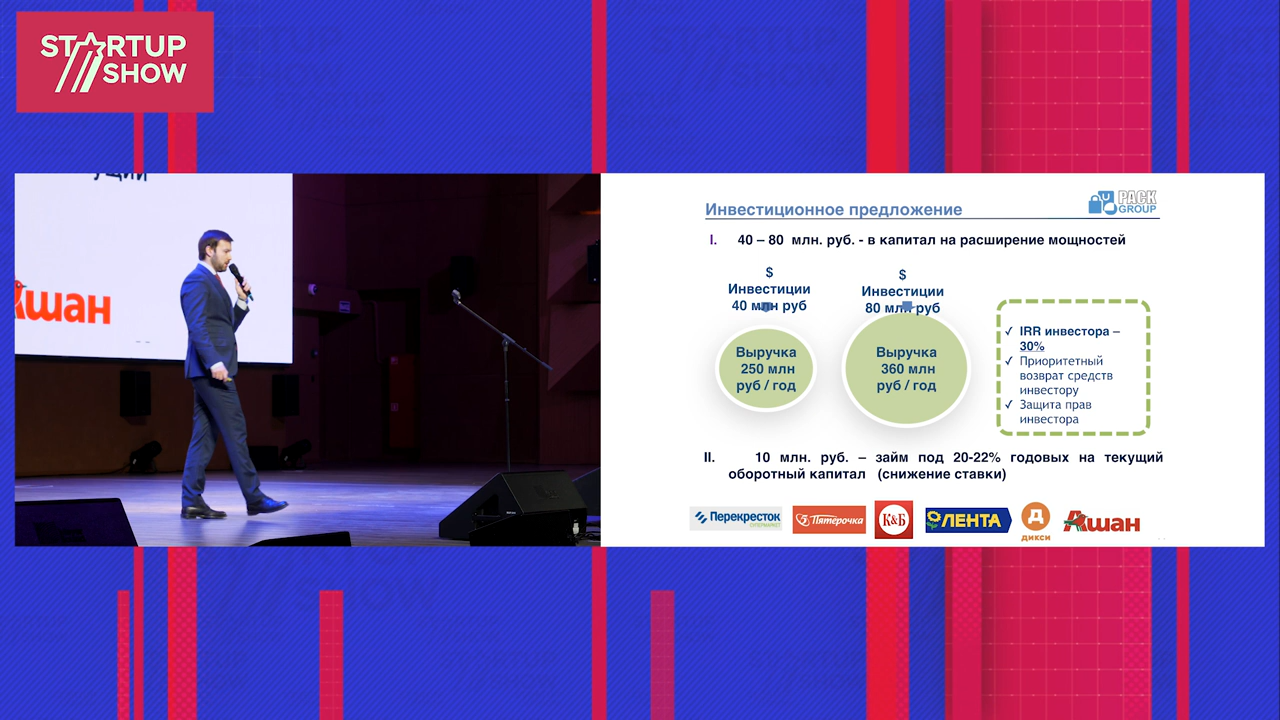 STARTUP
SHOW
ущий
Ашан
Инвестиционное предложение
PACK
GROUP
I. 40 – 80 млн. руб. - в капитал на расширение мощностей
$
Инвестиции
40 млн руб
$
Инвестиции
80 млн руб
Выручка
250 млн
руб / год
Выручка
360 млн
руб / год
✓ IRR инвестора –
30%
✓ Приоритетный
возврат средств
инвестору
✓ Защита прав
инвестора
II. 10 млн. руб. – займ под 20-22% годовых на текущий
оборотный капитал (снижение ставки)
Перекресток
СУПЕРМАРКЕТ
Пятёрочка
К&Б
ЛЕНТА
Д
дикси
Ашан